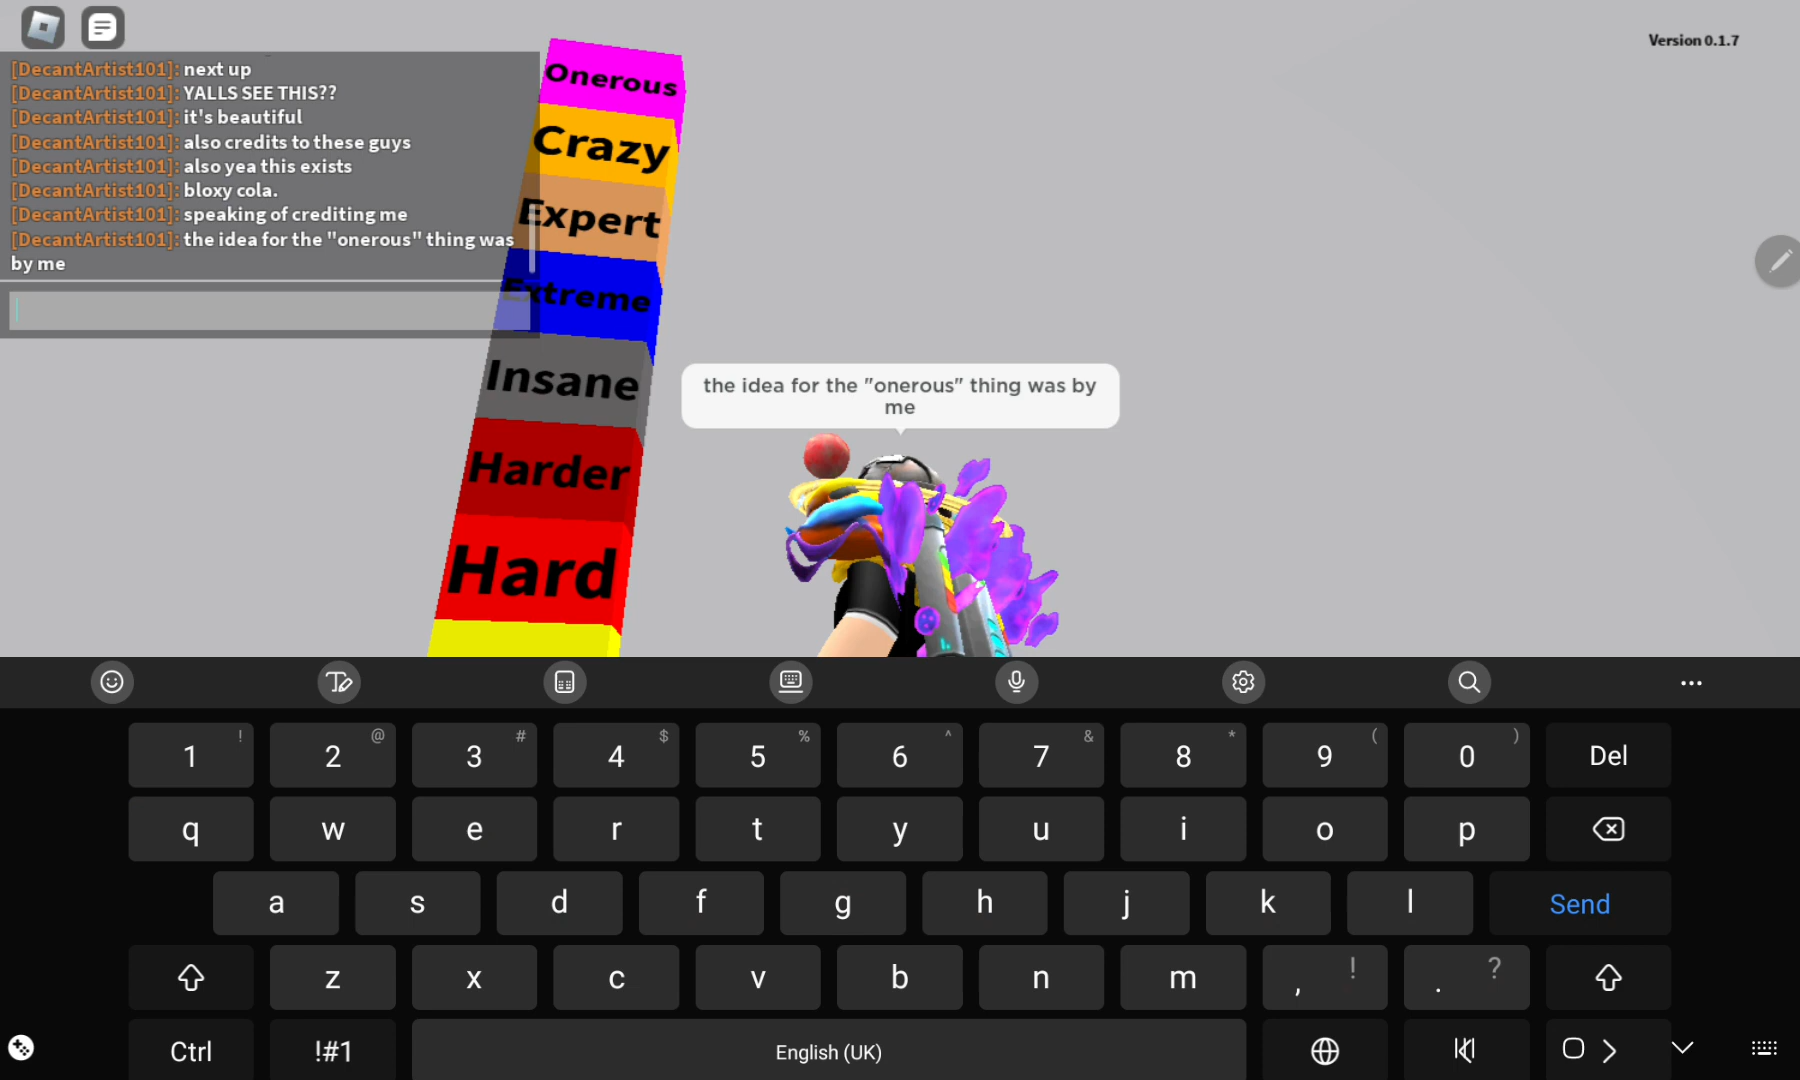 Version 0.1.7
[DecantArtist101]: next up
[DecantArtist101]: YALLS SEE THIS??
[DecantArtist101]: it's beautiful
[DecantArtist101]: also credits to these guys
[DecantArtist101]: also yea this exists
[DecantArtist101]: bloxy cola.
[DecantArtist101]: speaking of crediting me
[DecantArtist101]: the idea for the "onerous" thing was
by me
Onerous
Crazy
Expert
Extreme
Insane
Harder
Hard
the idea for the "onerous" thing was by
me
1 ! 2 @ 3 # 4 $ 5 % 6 ^ 7 & 8 * 9 ( 0 ) Del
q w e r t y u i o p
a s d f g h j k l Send
z x c v b n m , ! . ?
Ctrl !#1 English (UK)